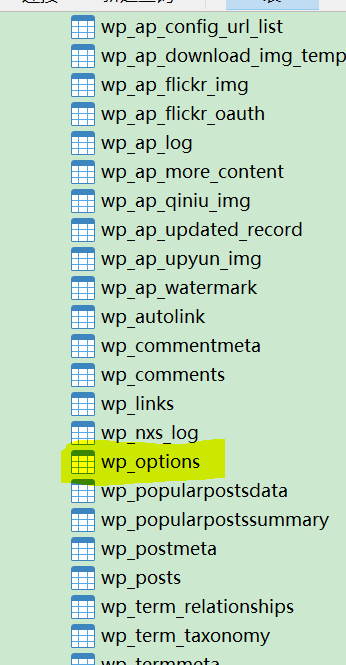 wp_ap_config_url_list
wp_ap_download_img_temp
wp_ap_flickr_img
wp_ap_flickr_oauth
wp_ap_log
wp_ap_more_content
wp_ap_qiniu_img
wp_ap_updated_record
wp_ap_upyun_img
wp_ap_watermark
wp_autolink
wp_commentmeta
wp_comments
wp_links
wp_nxs_log
wp_options
wp_popularpostsdata
wp_popularpostssummary
wp_postmeta
wp_posts
wp_term_relationships
wp_term_taxonomy
wp_termmeta